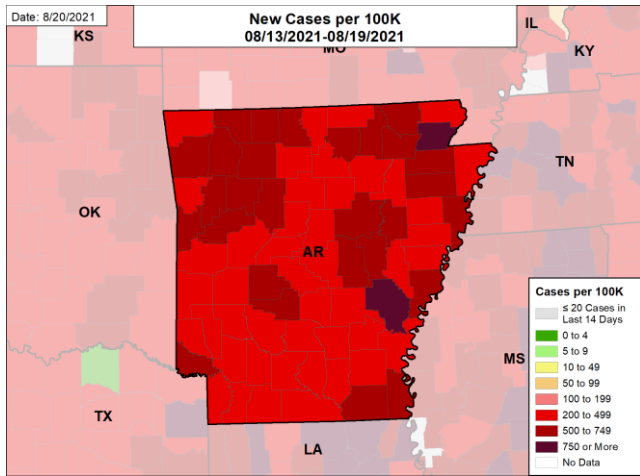 Date: 8/20/2021
New Cases per 100K
08/13/2021-08/19/2021
KS
MO
IL
KY
OK
AR
TN
TX
LA
MS
Cases per 100K
≤ 20 Cases in
Last 14 Days
0 to 4
5 to 9
10 to 49
50 to 99
100 to 199
200 to 499
500 to 749
750 or More
No Data